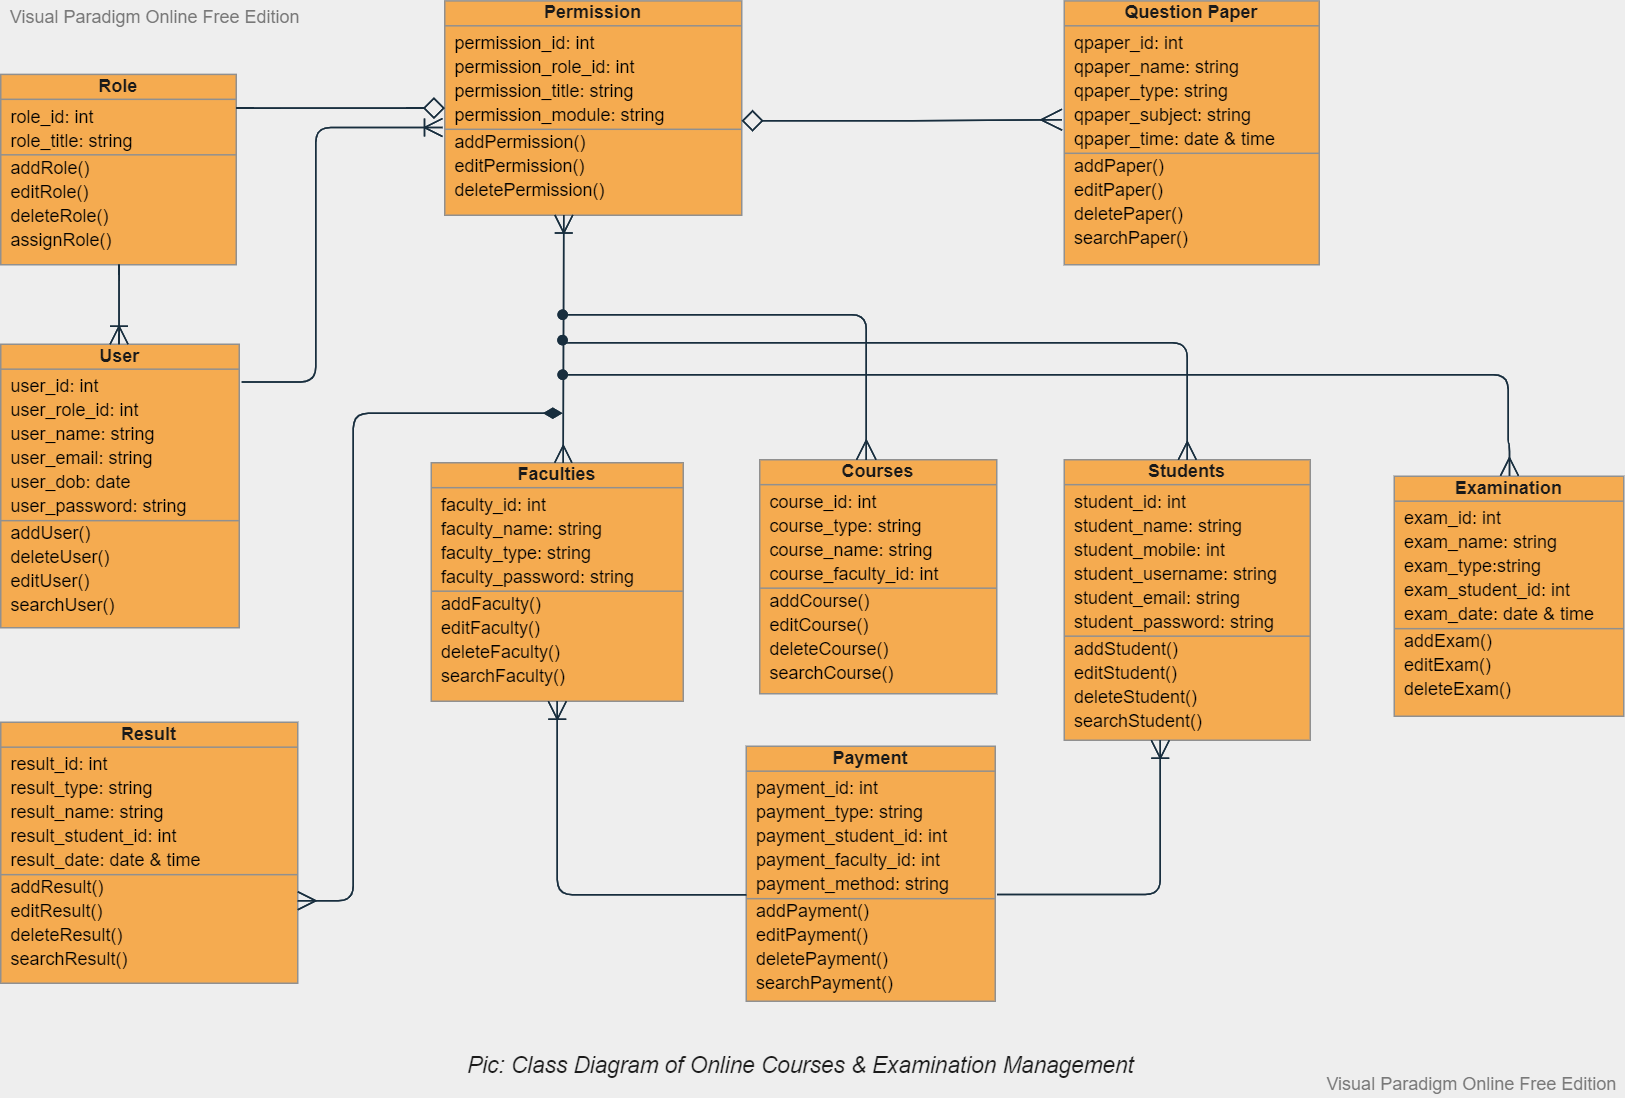 Visual Paradigm Online Free Edition
Permission
permission_id: int
permission_role_id: int
permission_title: string
permission_module: string
addPermission()
editPermission()
deletePermission()
Question Paper
qpaper_id: int
qpaper_name: string
qpaper_type: string
qpaper_subject: string
qpaper_time: date & time
addPaper()
editPaper()
deletePaper()
searchPaper()
Role
role_id: int
role_title: string
addRole()
editRole()
deleteRole()
assignRole()
User
user_id: int
user_role_id: int
user_name: string
user_email: string
user_dob: date
user_password: string
addUser()
deleteUser()
editUser()
searchUser()
Faculties
faculty_id: int
faculty_name: string
faculty_type: string
faculty_password: string
addFaculty()
editFaculty()
deleteFaculty()
searchFaculty()
Courses
course_id: int
course_type: string
course_name: string
course_faculty_id: int
addCourse()
editCourse()
deleteCourse()
searchCourse()
Students
student_id: int
student_name: string
student_mobile: int
student_username: string
student_email: string
student_password: string
addStudent()
editStudent()
deleteStudent()
searchStudent()
Examination
exam_id: int
exam_name: string
exam_type:string
exam_student_id: int
exam_date: date & time
addExam()
editExam()
deleteExam()
Result
result_id: int
result_type: string
result_name: string
result_student_id: int
result_date: date & time
addResult()
editResult()
deleteResult()
searchResult()
Payment
payment_id: int
payment_type: string
payment_student_id: int
payment_faculty_id: int
payment_method: string
addPayment()
editPayment()
deletePayment()
searchPayment()
Pic: Class Diagram of Online Courses & Examination Management
Visual Paradigm Online Free Edition